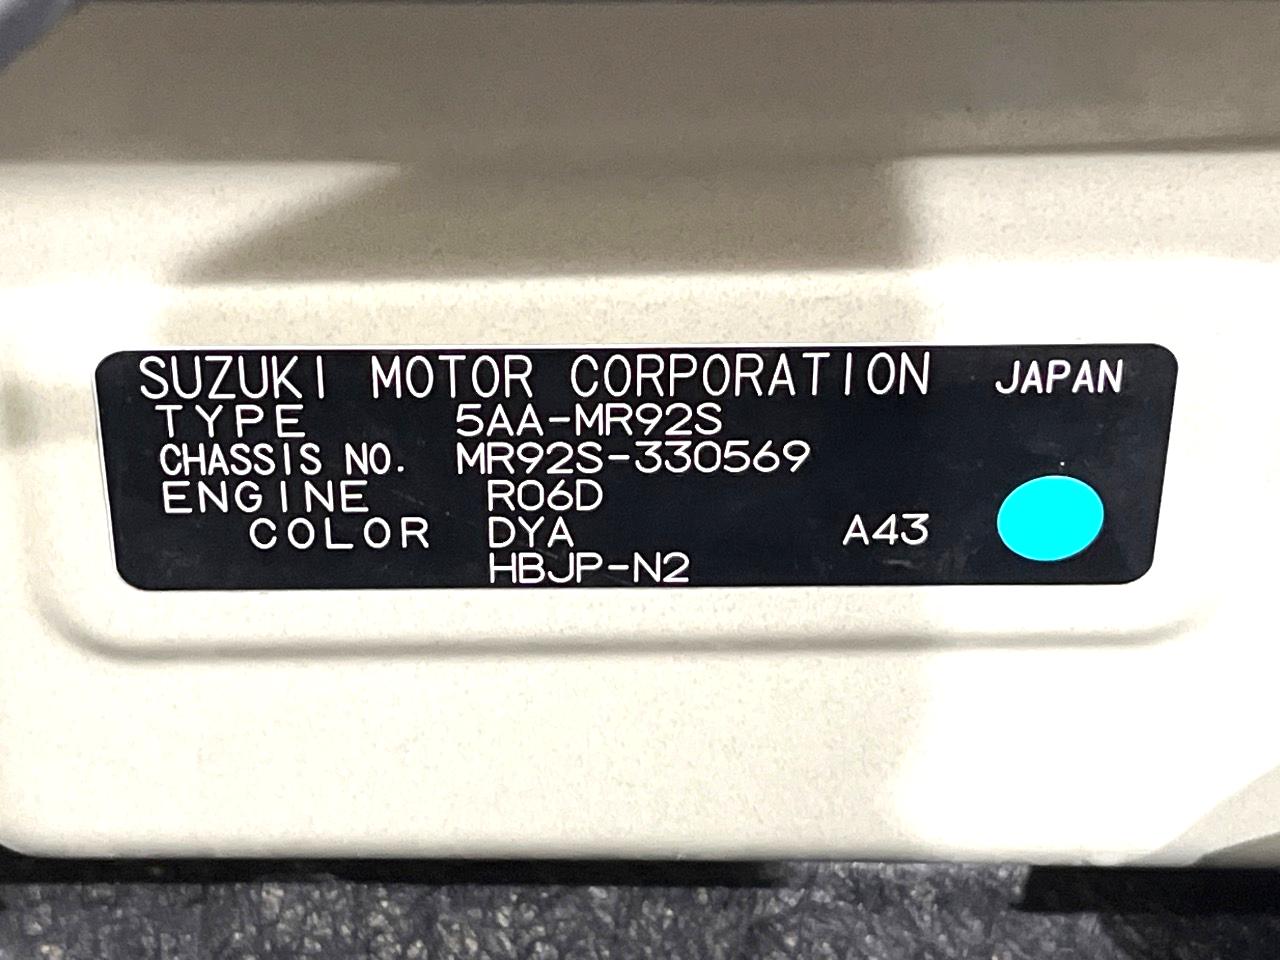 SUZUKI MOTOR CORPORATION JAPAN
TYPE 5AA-MR92S
CHASSIS NO. MR92S-330569
ENGINE R06D
COLOR DYA A43
HBJP-N2